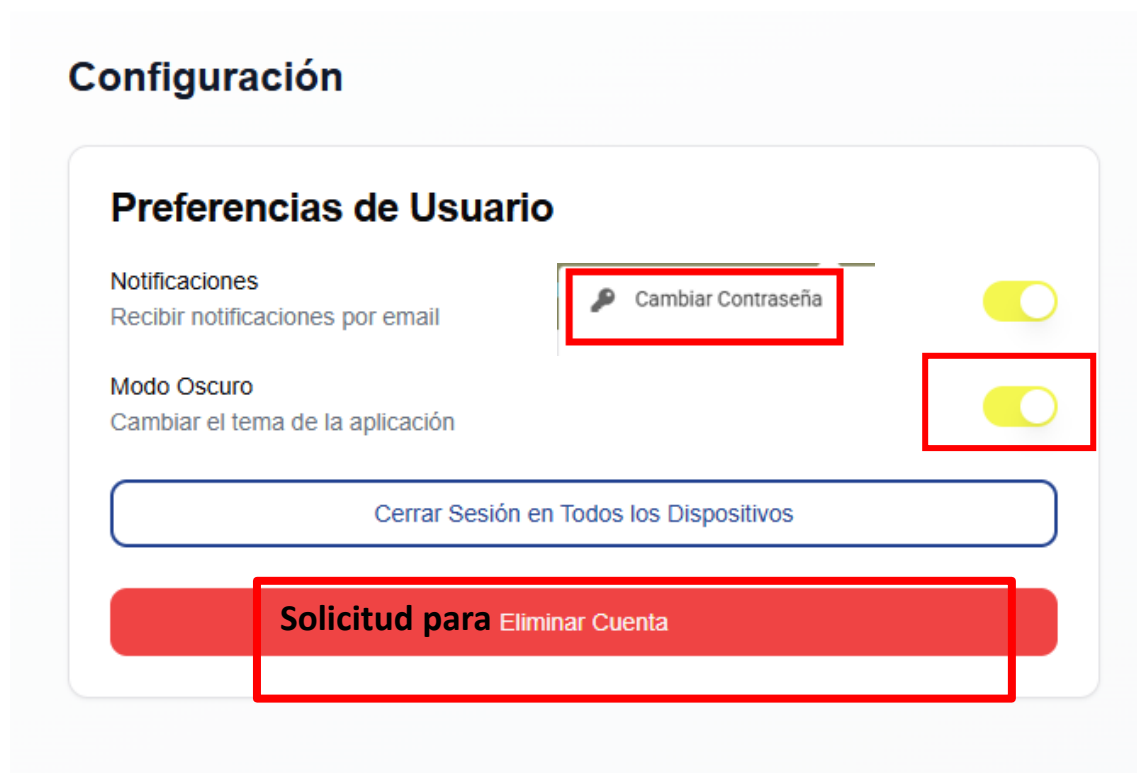 Configuración
Preferencias de Usuario
Notificaciones
Recibir notificaciones por email
Cambiar Contraseña
Modo Oscuro
Cambiar el tema de la aplicación
Cerrar Sesión en Todos los Dispositivos
Solicitud para Eliminar Cuenta